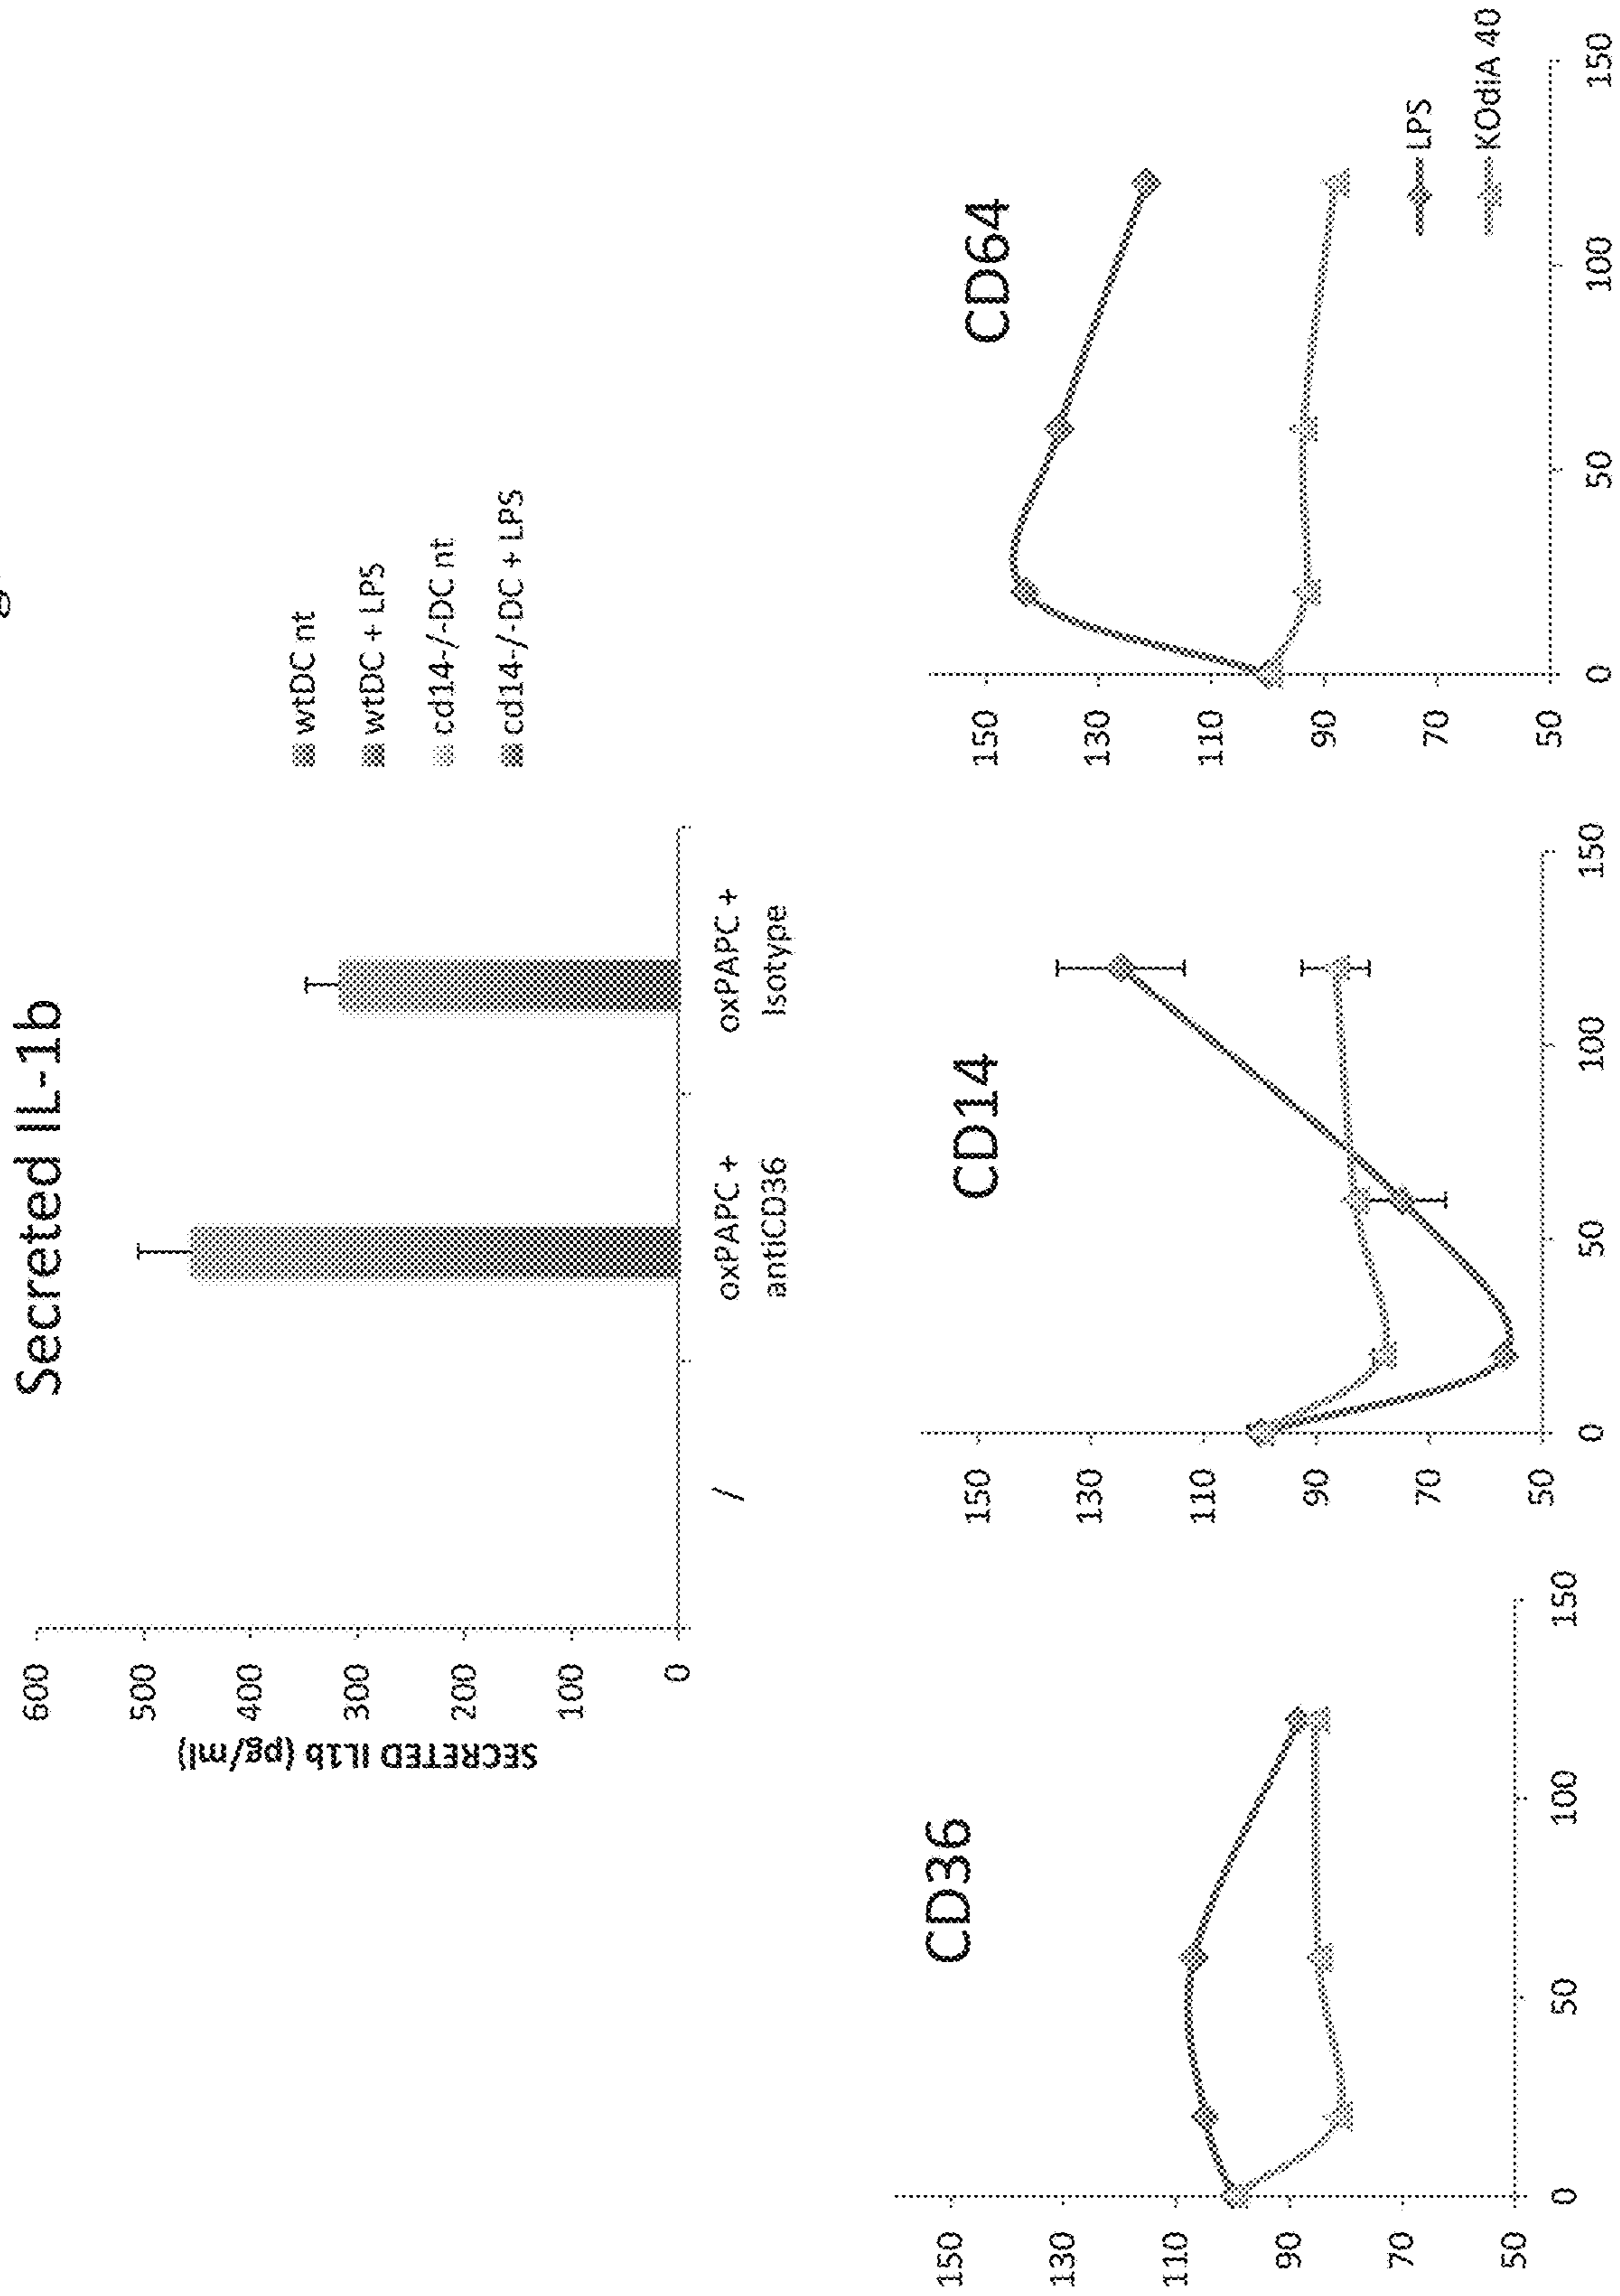 Secreted IL-1b
SECRETED IL1b (pg/ml)
600
500
400
300
200
100
0
/
oxPAPC +
antiCD36
oxPAPC +
Isotype
wtDC nt
wtDC + LPS
cd14-/-DC nt
cd14-/-DC + LPS
CD36
150
130
110
90
70
50
0
50
100
150
CD14
150
130
110
90
70
50
0
50
100
150
CD64
150
130
110
90
70
50
0
50
100
150
LPS
KOdiA 40